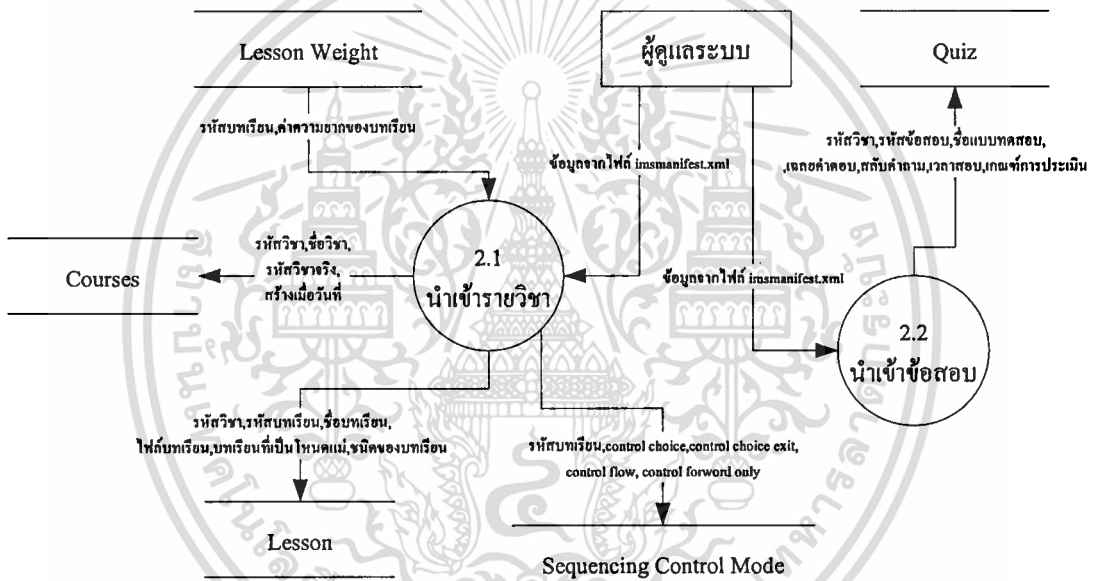 Lesson Weight
ผู้ดูแลระบบ
Quiz
รหัสบทเรียน,ค่าความยากของบทเรียน
ข้อมูลจากไฟล์ imsmanifest.xml
รหัสวิชา,รหัสข้อสอบ,ชื่อแบบทดสอบ,
,เฉลยคำตอบ,สลับคำถาม,เวลาสอบ,เกณฑ์การประเมิน
Courses
รหัสวิชา,ชื่อวิชา,
รหัสวิชาจริง,
สร้างเมื่อวันที่
2.1
นำเข้ารายวิชา
ข้อมูลจากไฟล์ imsmanifest.xml
2.2
นำเข้าข้อสอบ
รหัสวิชา,รหัสบทเรียน,ชื่อบทเรียน,
ไฟล์บทเรียน,บทเรียนที่เป็นโหนดแม่,ชนิดของบทเรียน
รหัสบทเรียน,control choice,control choice exit,
control flow, control forword only
Lesson
Sequencing Control Mode